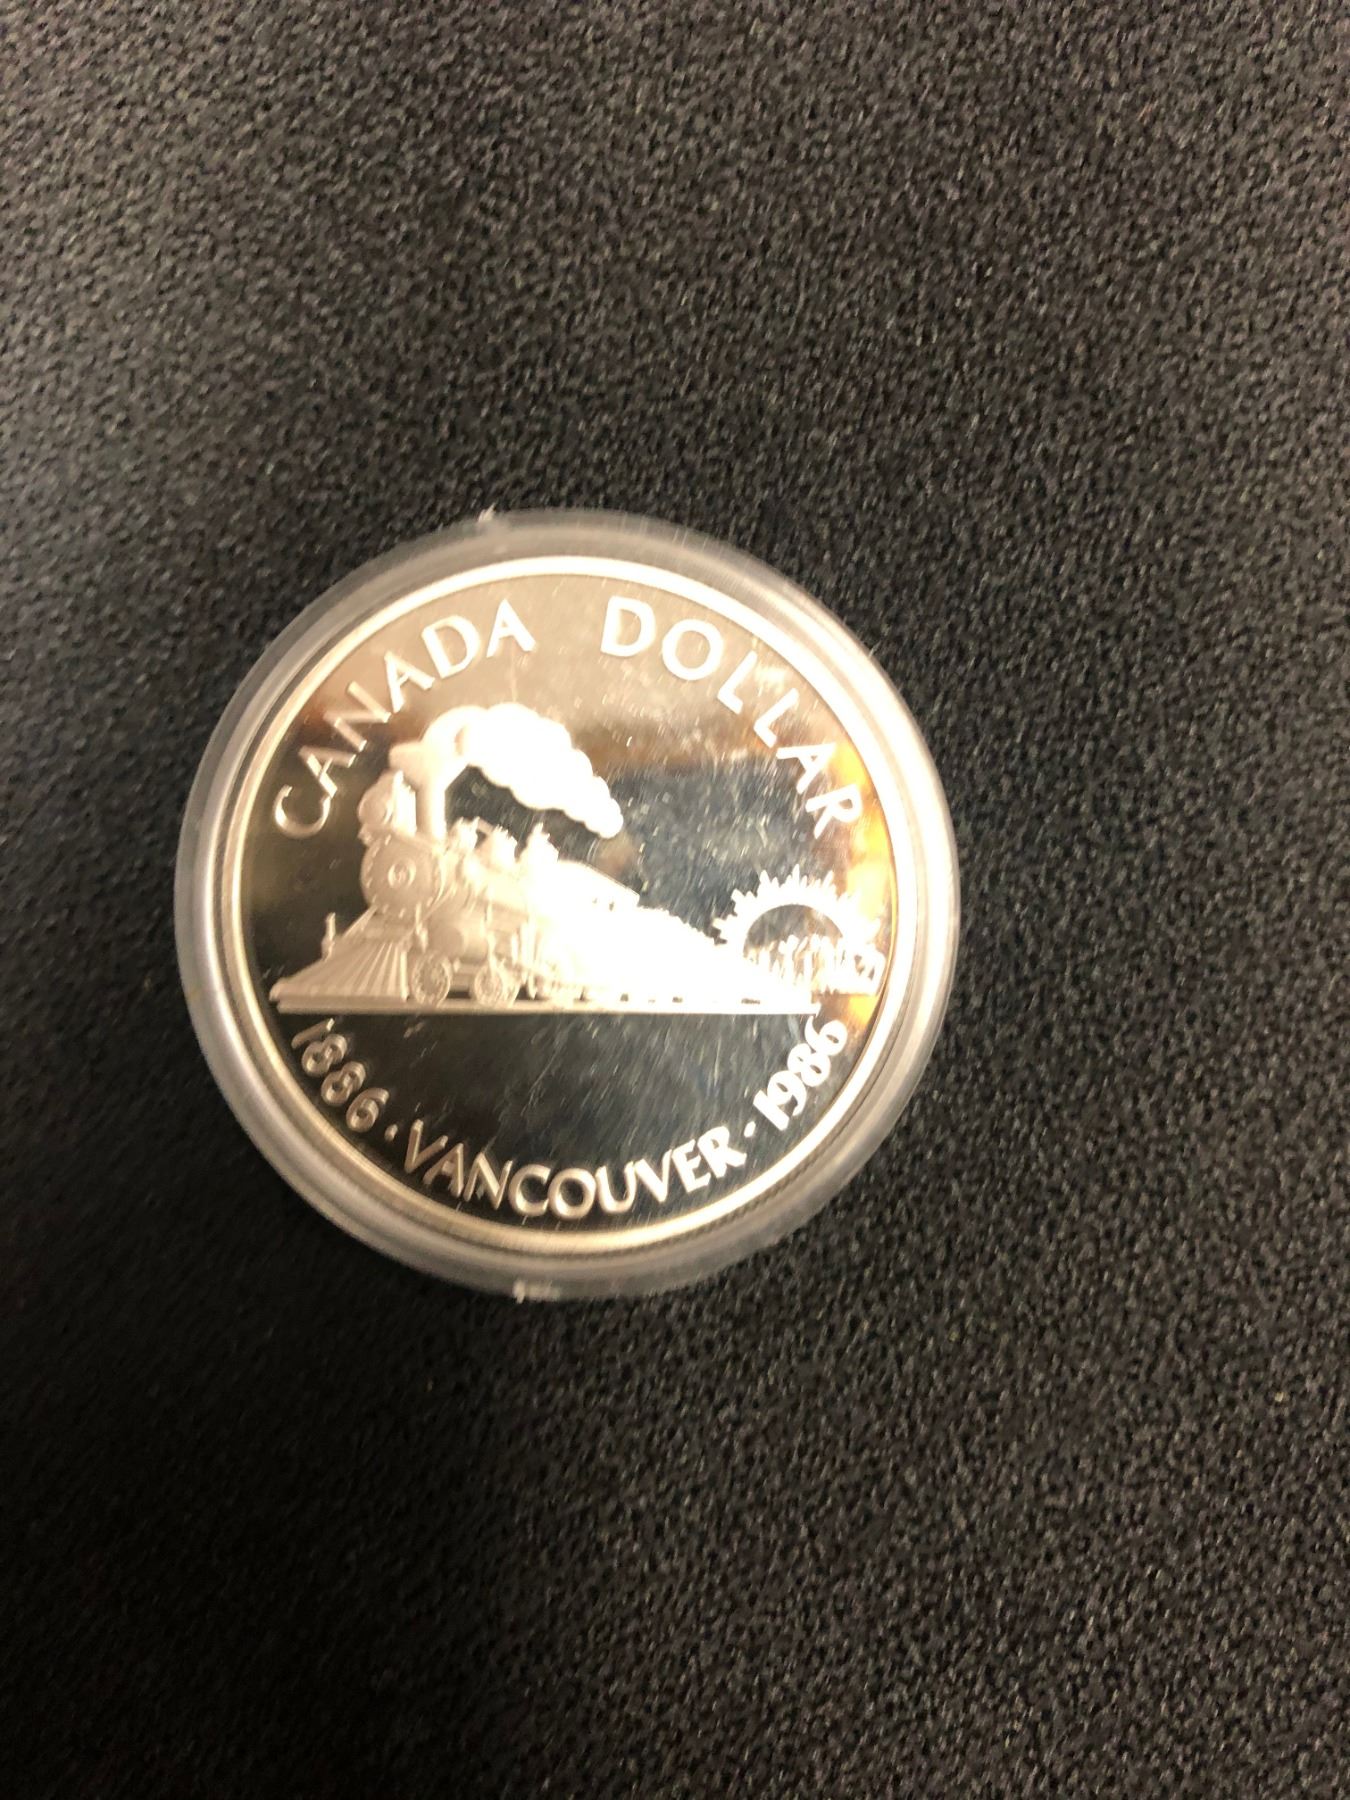 CANADA DOLLAR
1886 · VANCOUVER · 1986